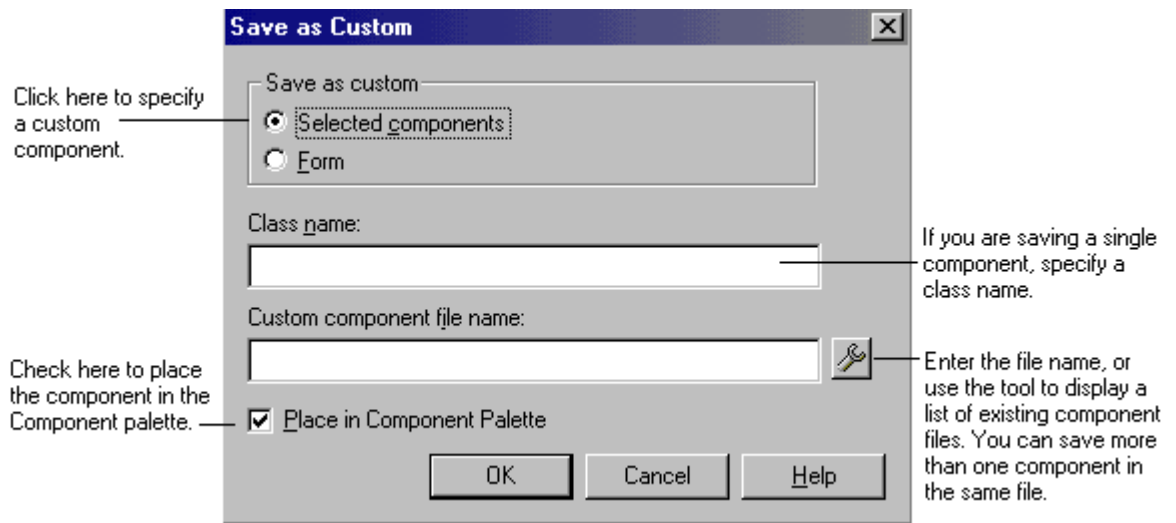 Save as Custom
Save as custom
Click here to specify
a custom
component.
Selected components
Form
Class name:
If you are saving a single
component, specify a
class name.
Custom component file name:
Check here to place
the component in the
Component palette.
Enter the file name, or
use the tool to display a
list of existing component
files. You can save more
than one component in
the same file.
Place in Component Palette
OK
Cancel
Help